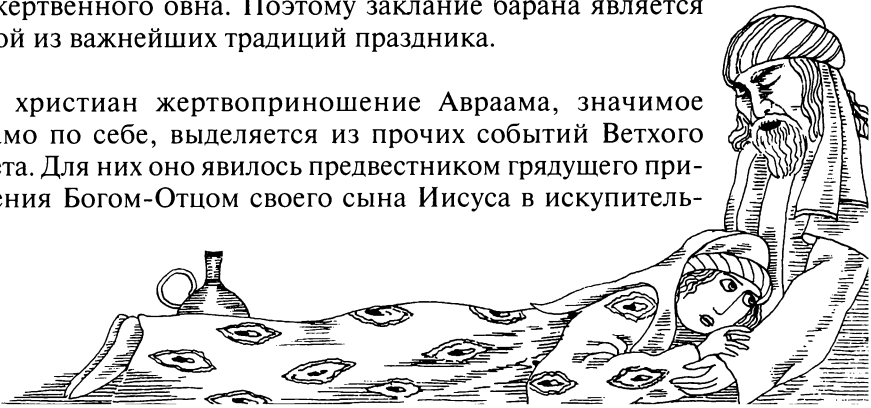 кертвенного овна. Поэтому заклание барана является
ой из важнейших традиций праздника.
христиан жертвоприношение Авраама, значимое
мо по себе, выделяется из прочих событий Ветхого
ета. Для них оно явилось предвестником грядущего при-
ения Богом-Отцом своего сына Иисуса в искупитель-